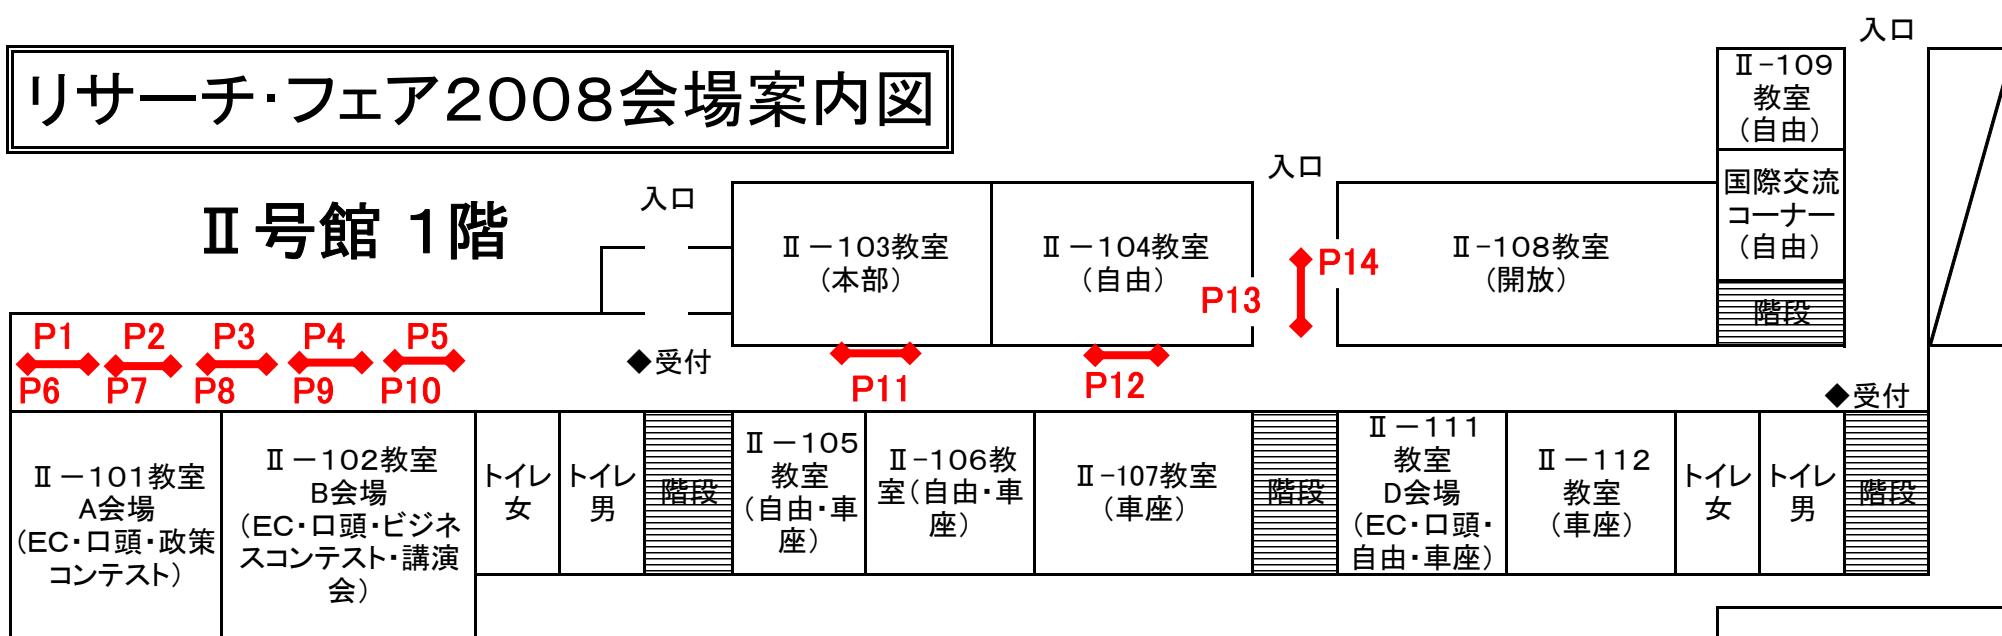 リサーチ・フェア2008会場案内図
Ⅱ号館 1階
入口
入口
入口
Ⅱ-109
教室
(自由)
国際交流
コーナー
(自由)
階段
Ⅱ-103教室
(本部)
Ⅱ-104教室
(自由)
Ⅱ-108教室
(開放)
P14
P13
P1
P2
P3
P4
P5
P6
P7
P8
P9
P10
◆受付
P11
P12
◆受付
Ⅱ-101教室
A会場
(EC・口頭・政策
コンテスト)
Ⅱ-102教室
B会場
(EC・口頭・ビジネ
スコンテスト・講演
会)
トイレ
女
トイレ
男
階段
Ⅱ-105
教室
(自由・車
座)
Ⅱ-106教
室(自由・車
座)
Ⅱ-107教室
(車座)
階段
Ⅱ-111
教室
D会場
(EC・口頭・
自由・車座)
Ⅱ-112
教室
(車座)
トイレ
女
トイレ
男
階段